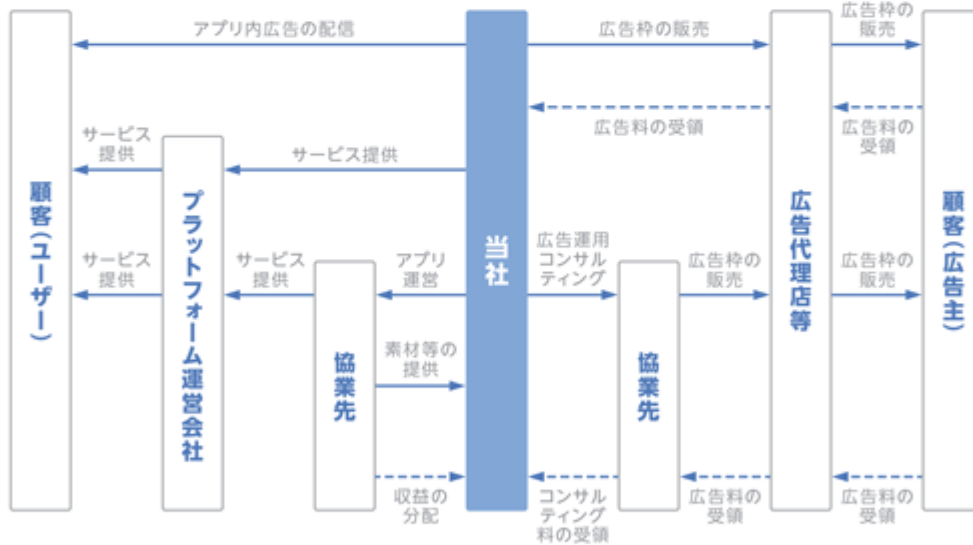 アプリ内広告の配信
広告枠の販売
広告枠の
販売
広告料の受領
広告料の
受領
サービス
提供
サービス提供
顧客(ユーザー)
プラットフォーム運営会社
当社
広告代理店等
顧客(広告主)
サービス
提供
サービス
提供
アプリ
運営
広告運用
コンサル
ティング
広告枠の
販売
広告枠の
販売
素材等の
提供
協業先
協業先
収益の
分配
コンサル
ティング
料の受領
広告料の
受領
広告料の
受領